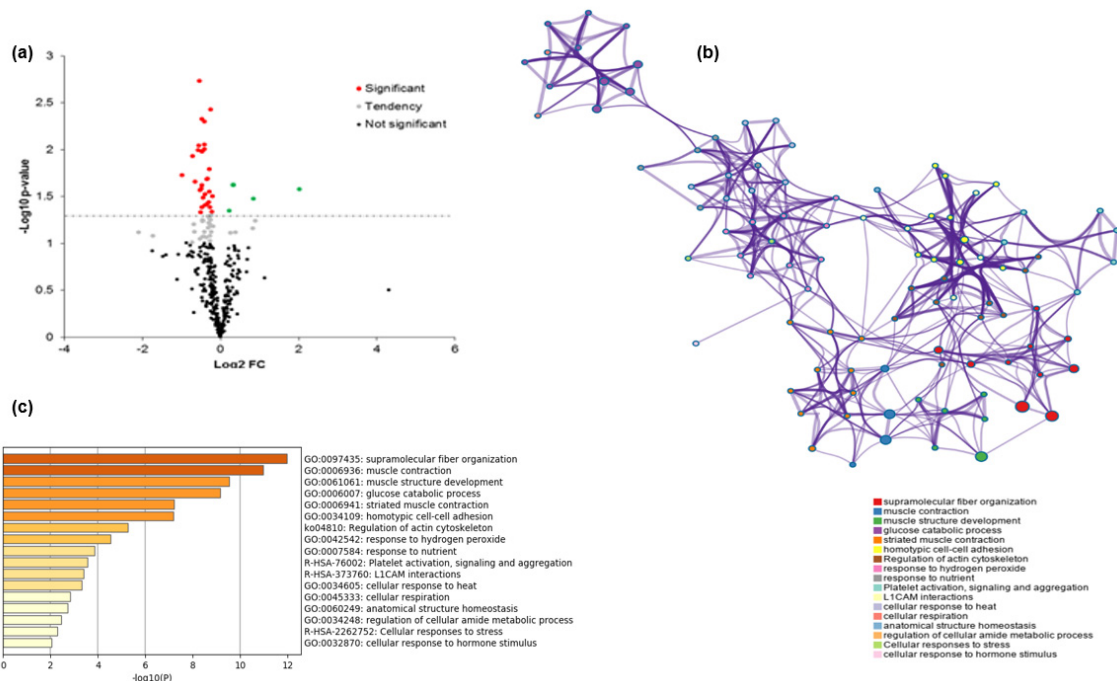 (a)
(b)
3
2.5
2
1.5
1
0.5
0
-Log10 p-value
Significant
Tendency
Not significant
-4
-2
0
2
4
6
Log2 FC
(c)
GO:0097435: supramolecular fiber organization
GO:0006936: muscle contraction
GO:0061061: muscle structure development
GO:0006007: glucose catabolic process
GO:0006941: striated muscle contraction
GO:0034109: homotypic cell-cell adhesion
ko04810: Regulation of actin cytoskeleton
GO:0042542: response to hydrogen peroxide
GO:0007584: response to nutrient
R-HSA-76002: Platelet activation, signaling and aggregation
R-HSA-373760: L1CAM interactions
GO:0034605: cellular response to heat
GO:0045333: cellular respiration
GO:0060249: anatomical structure homeostasis
GO:0034248: regulation of cellular amide metabolic process
R-HSA-2262752: Cellular responses to stress
GO:0032870: cellular response to hormone stimulus
0
2
4
6
8
10
12
-log10(P)
supramolecular fiber organization
muscle contraction
muscle structure development
glucose catabolic process
striated muscle contraction
homotypic cell-cell adhesion
Regulation of actin cytoskeleton
response to hydrogen peroxide
response to nutrient
Platelet activation, signaling and aggregation
L1CAM interactions
cellular response to heat
cellular respiration
anatomical structure homeostasis
regulation of cellular amide metabolic process
Cellular responses to stress
cellular response to hormone stimulus